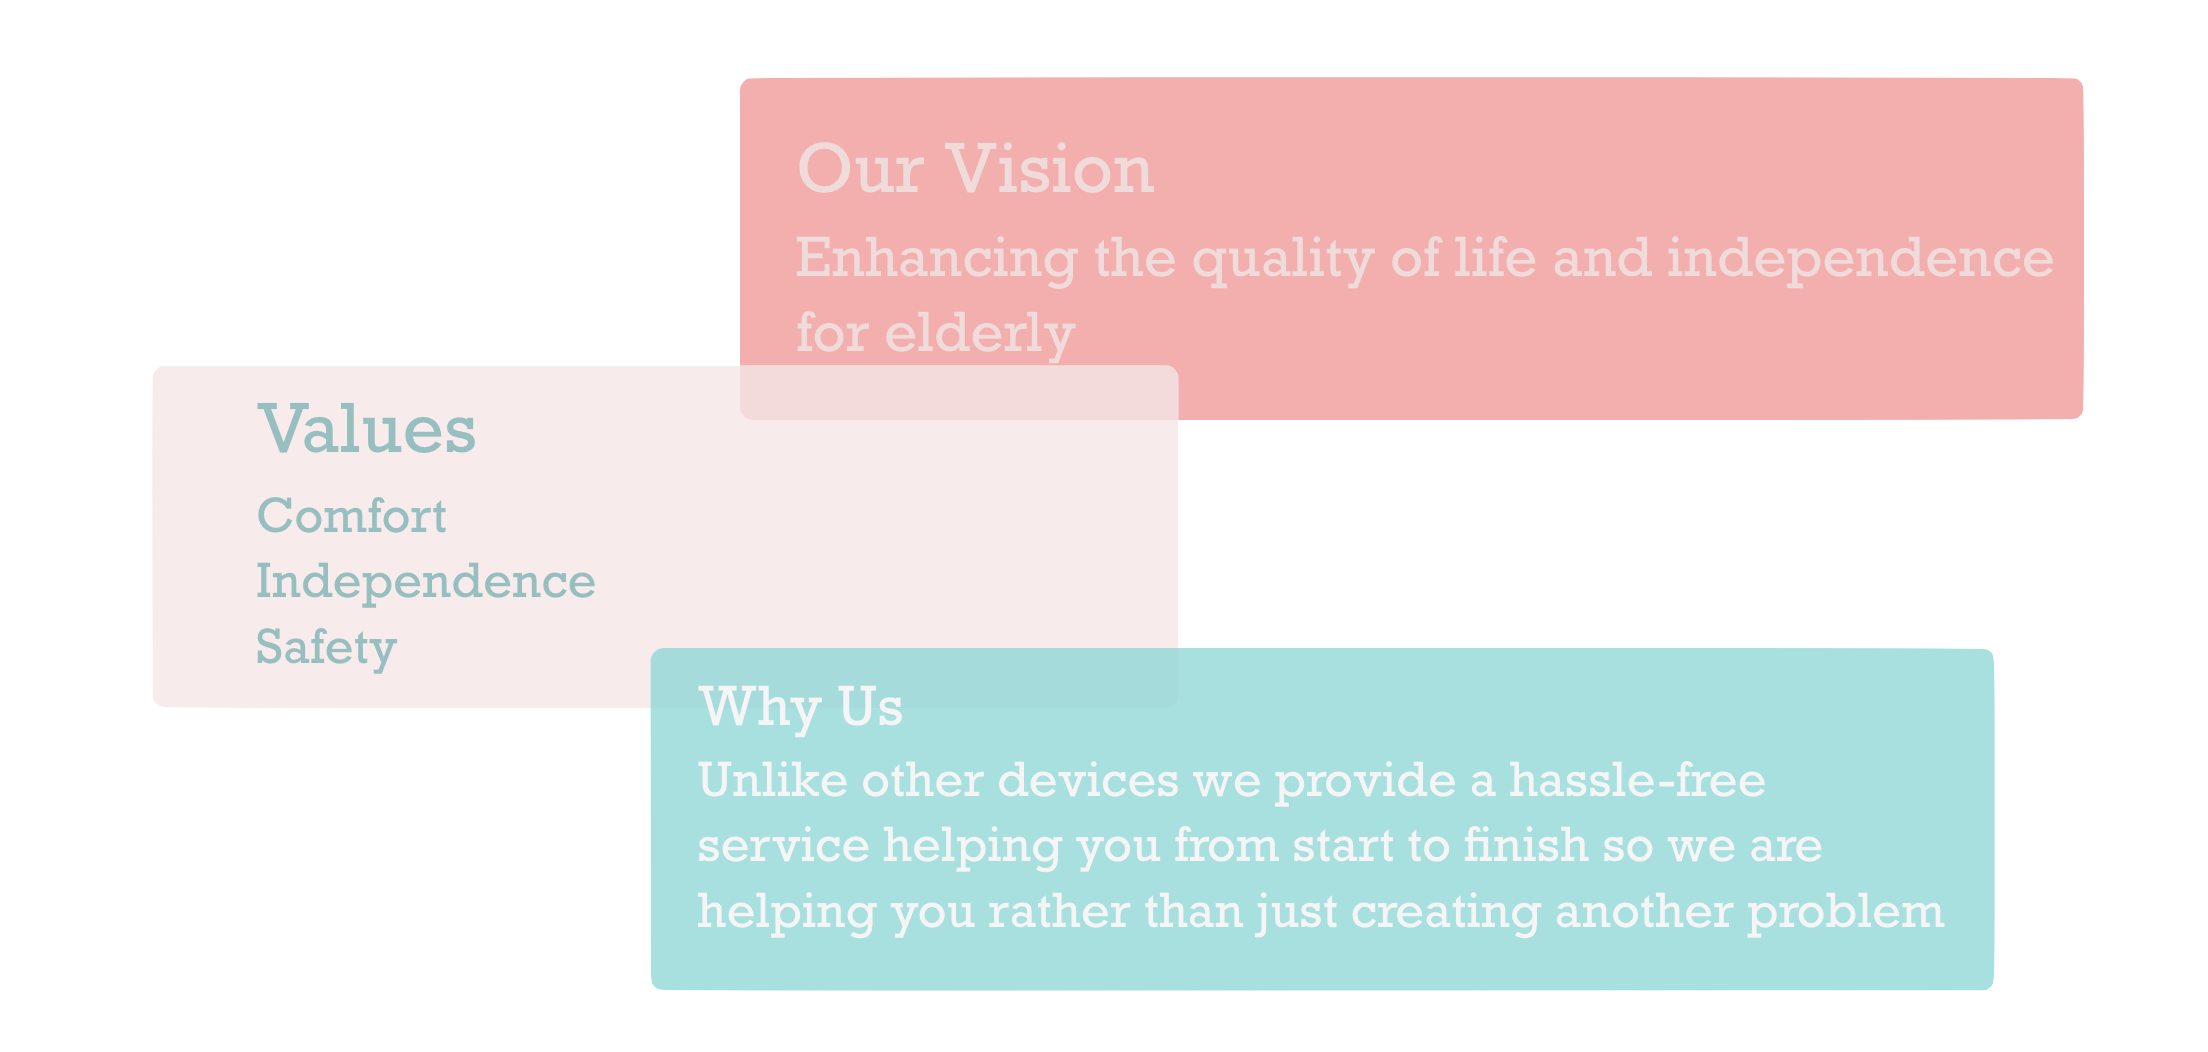 Our Vision
Enhancing the quality of life and independence
for elderly
Values
Comfort
Independence
Safety
Why Us
Unlike other devices we provide a hassle-free
service helping you from start to finish so we are
helping you rather than just creating another problem